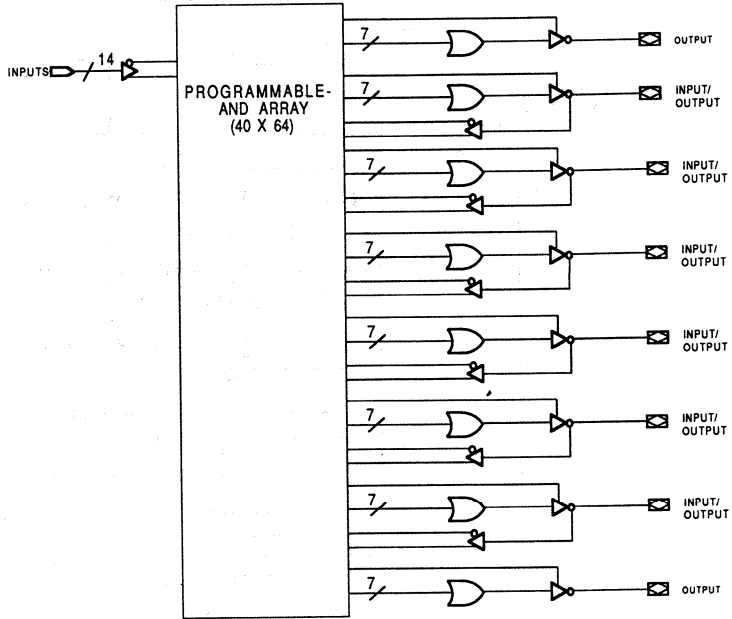 7
OUTPUT
INPUTS
14
PROGRAMMABLE-
AND ARRAY
(40 X 64)
7
INPUT/
OUTPUT
7
INPUT/
OUTPUT
7
INPUT/
OUTPUT
7
INPUT/
OUTPUT
7
INPUT/
OUTPUT
7
INPUT/
OUTPUT
7
OUTPUT